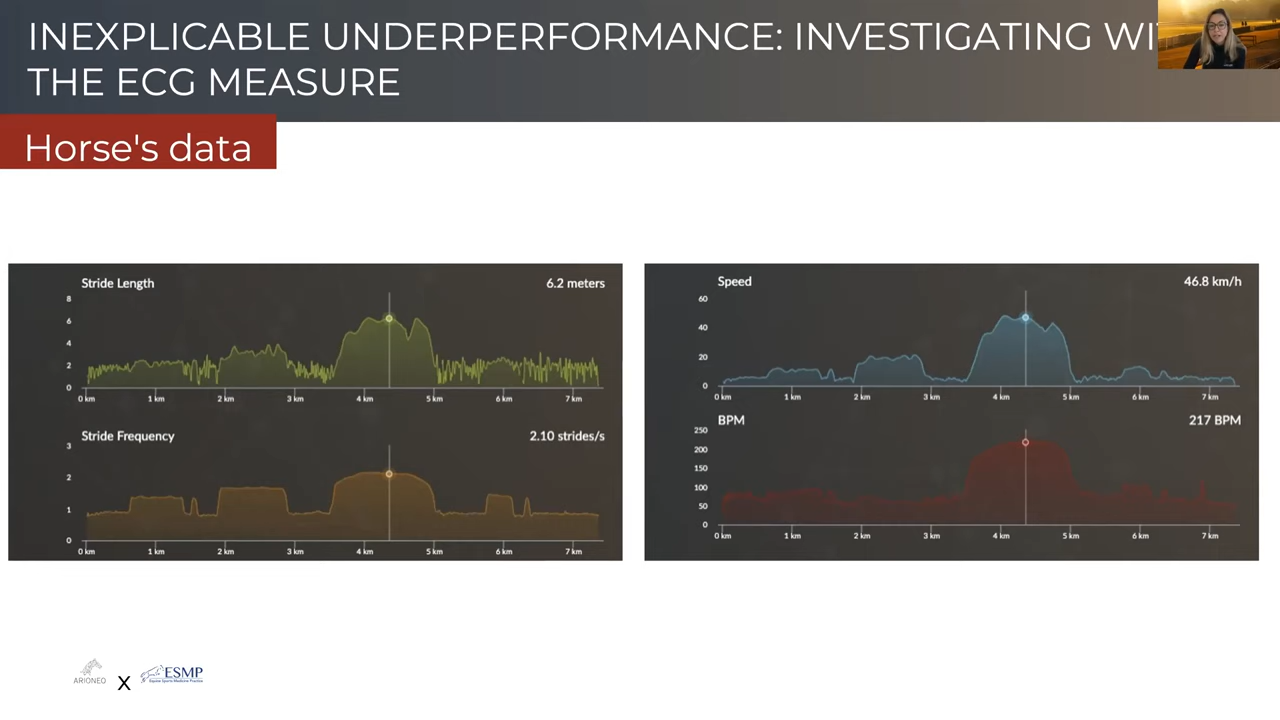 INEXPLICABLE UNDERPERFORMANCE: INVESTIGATING WI
THE ECG MEASURE
Horse's data
Stride Length
6.2 meters
8
6
4
2
0
0 km 1 km 2 km 3 km 4 km 5 km 6 km 7 km
Stride Frequency
2.10 strides/s
3
2
1
0
0 km 1 km 2 km 3 km 4 km 5 km 6 km 7 km
Speed
46.8 km/h
60
40
20
0
0 km 1 km 2 km 3 km 4 km 5 km 6 km 7 km
BPM
217 BPM
250
200
150
100
50
0
0 km 1 km 2 km 3 km 4 km 5 km 6 km 7 km
ARIONEO
X
ESMP
Equine Sports Medicine Practice